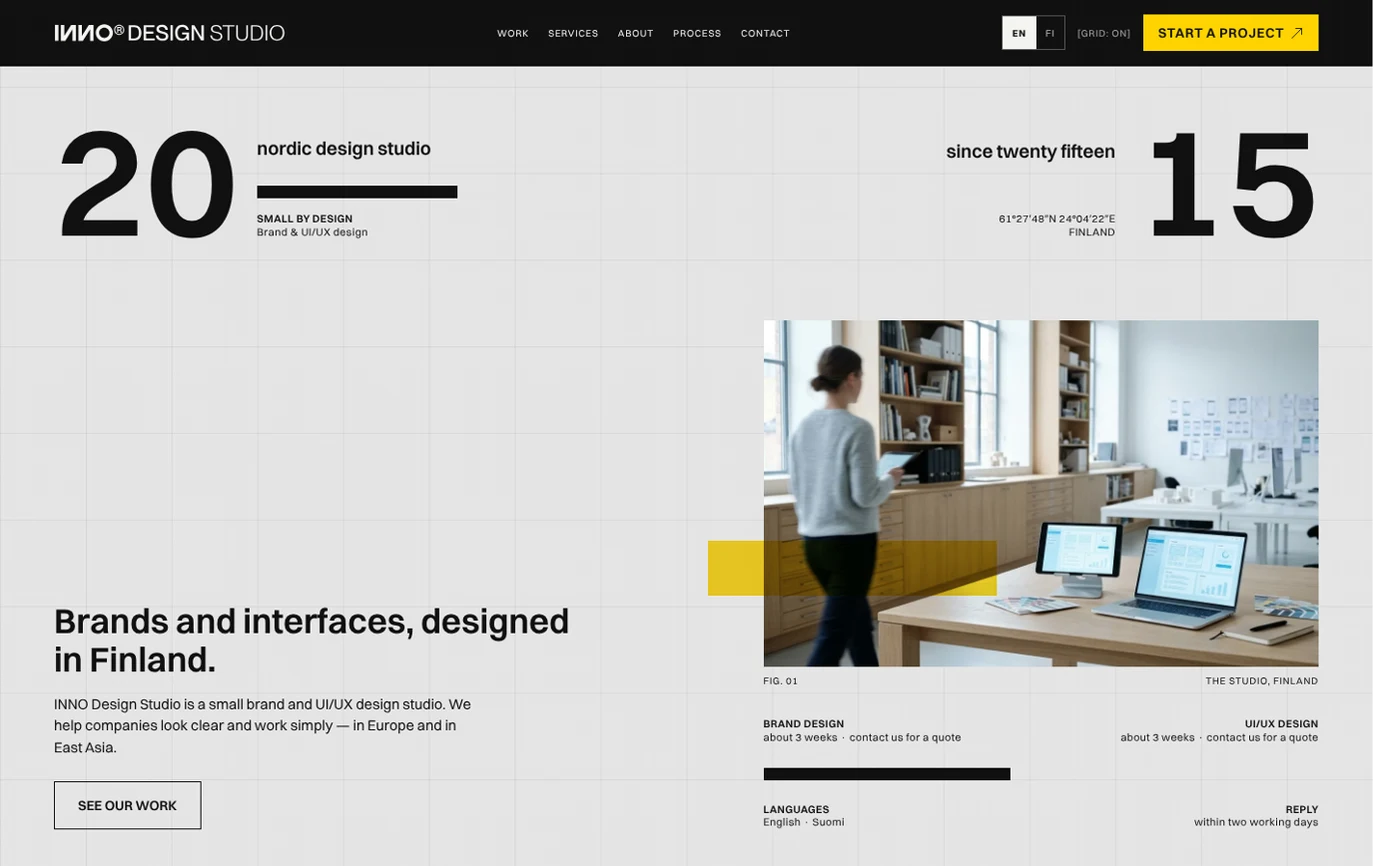 INNO® DESIGN STUDIO
WORK
SERVICES
ABOUT
PROCESS
CONTACT
EN
FI
[GRID: ON]
START A PROJECT
20
nordic design studio
SMALL BY DESIGN
Brand & UI/UX design
since twenty fifteen
61°27'48"N 24°04'22"E
FINLAND
15
Brands and interfaces, designed
in Finland.
INNO Design Studio is a small brand and UI/UX design studio. We
help companies look clear and work simply — in Europe and in
East Asia.
SEE OUR WORK
FIG. 01
THE STUDIO, FINLAND
BRAND DESIGN
about 3 weeks · contact us for a quote
UI/UX DESIGN
about 3 weeks · contact us for a quote
LANGUAGES
English · Suomi
REPLY
within two working days